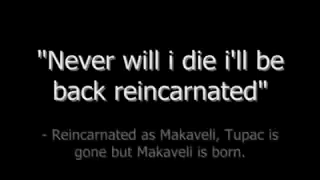 "Never will i die i'll be
back reincarnated"
- Reincarnated as Makaveli, Tupac is
gone but Makaveli is born.